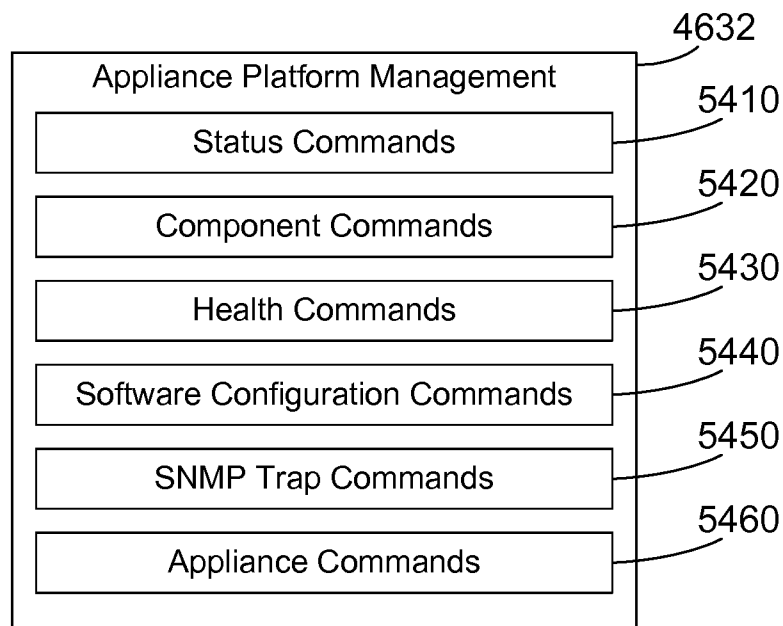 4632
Appliance Platform Management
5410
Status Commands
5420
Component Commands
5430
Health Commands
5440
Software Configuration Commands
5450
SNMP Trap Commands
5460
Appliance Commands